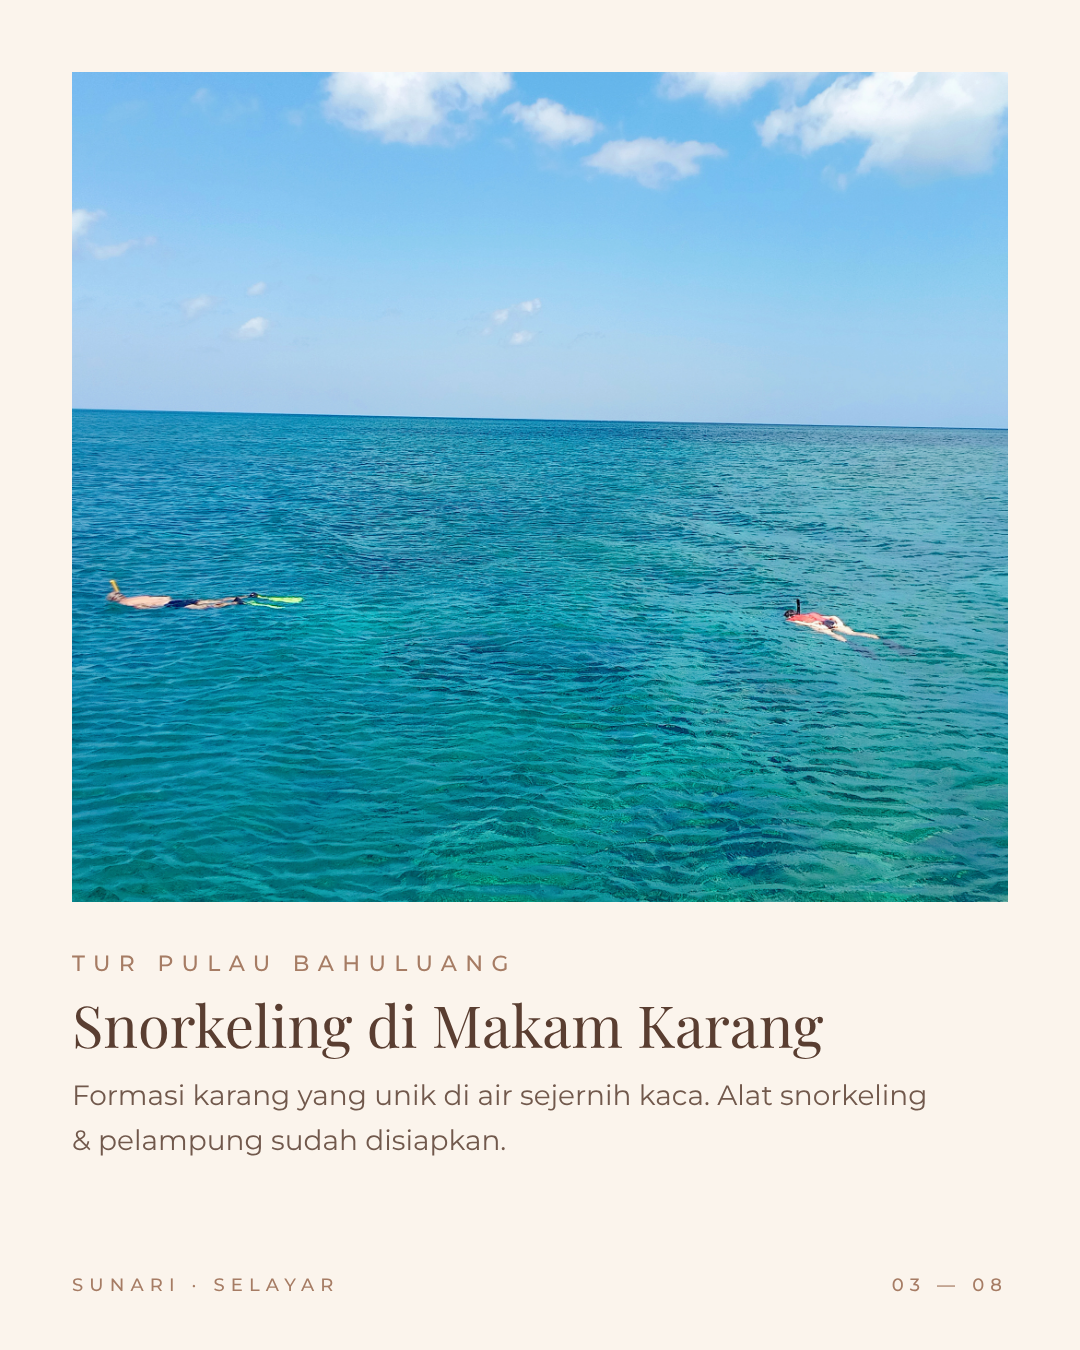 TUR PULAU BAHULUANG
Snorkeling di Makam Karang
Formasi karang yang unik di air sejernih kaca. Alat snorkeling
& pelampung sudah disiapkan.
SUNARI · SELAYAR
03 — 08